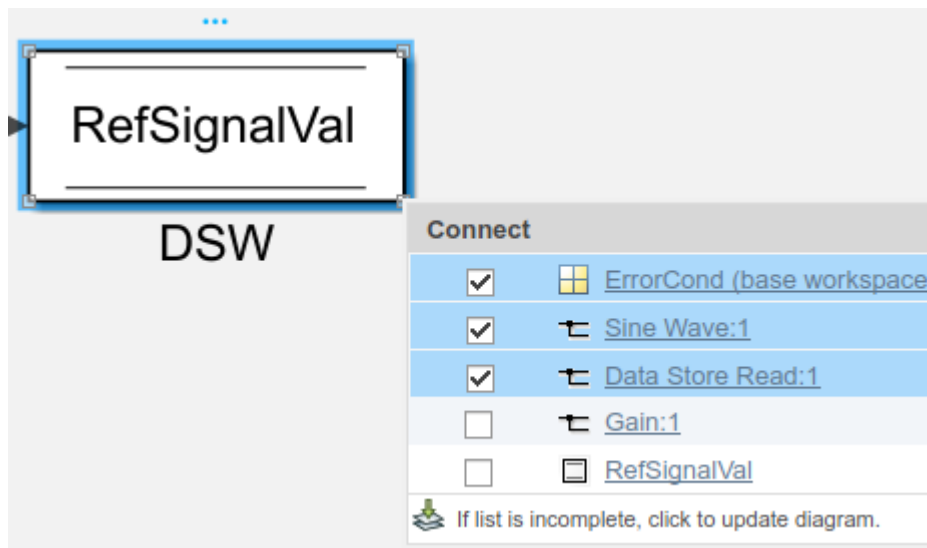 RefSignalVal
DSW
Connect
ErrorCond (base workspace
Sine Wave:1
Data Store Read:1
Gain:1
RefSignalVal
If list is incomplete, click to update diagram.